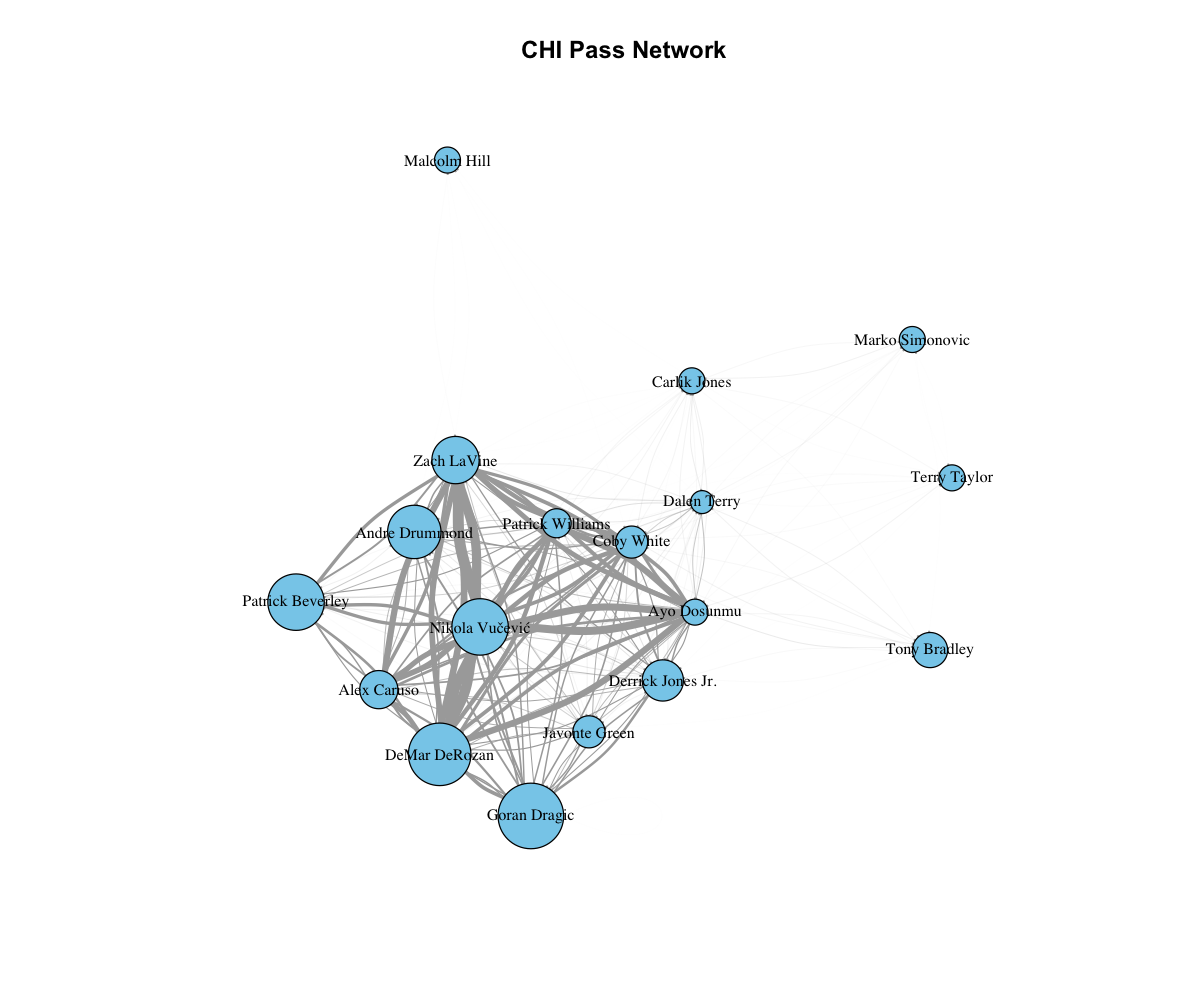 CHI Pass Network
Malcolm Hill
Marko Simonovic
Carlik Jones
Zach LaVine
Terry Taylor
Dalen Terry
Patrick Williams
Andre Drummond
Coby White
Patrick Beverley
Ayo Dosunmu
Nikola Vučević
Tony Bradley
Derrick Jones Jr.
Alex Caruso
Javonte Green
DeMar DeRozan
Goran Dragic